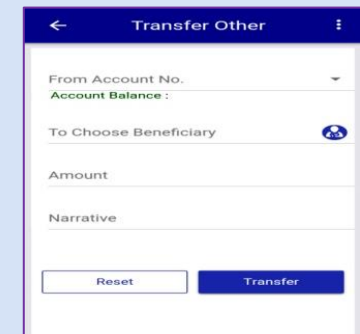 Transfer Other
From Account No.
Account Balance :
To Choose Beneficiary
Amount
Narrative
Reset Transfer